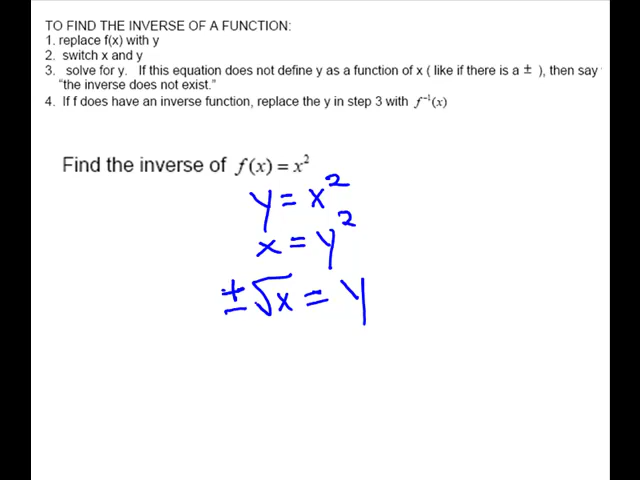 TO FIND THE INVERSE OF A FUNCTION:
1. replace f(x) with y
2. switch x and y
3. solve for y. If this equation does not define y as a function of x ( like if there is a ± ), then say
"the inverse does not exist."
4. If f does have an inverse function, replace the y in step 3 with f⁻¹(x)
Find the inverse of f(x) = x²
y = x²
x = y²
±√x = y